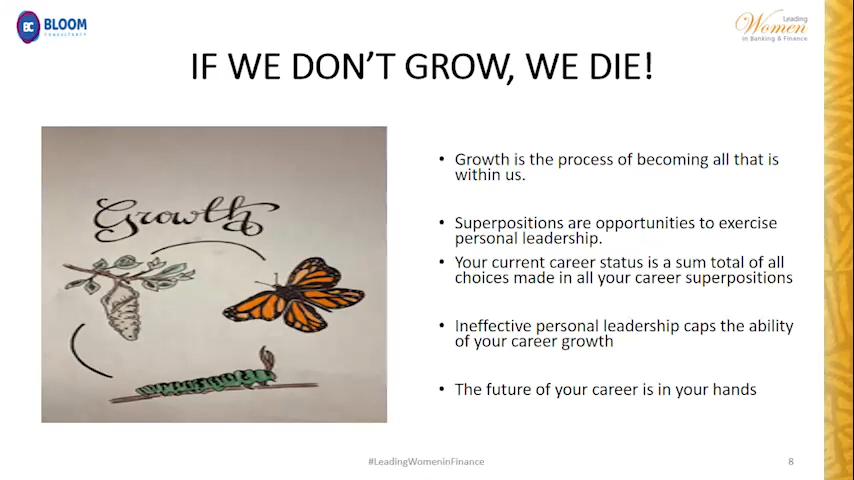 BC BLOOM
CONSULTANCY
Leading
Women
in Banking & Finance
IF WE DON'T GROW, WE DIE!
Growth
• Growth is the process of becoming all that is
within us.
• Superpositions are opportunities to exercise
personal leadership.
• Your current career status is a sum total of all
choices made in all your career superpositions
• Ineffective personal leadership caps the ability
of your career growth
• The future of your career is in your hands
#LeadingWomeninFinance
8